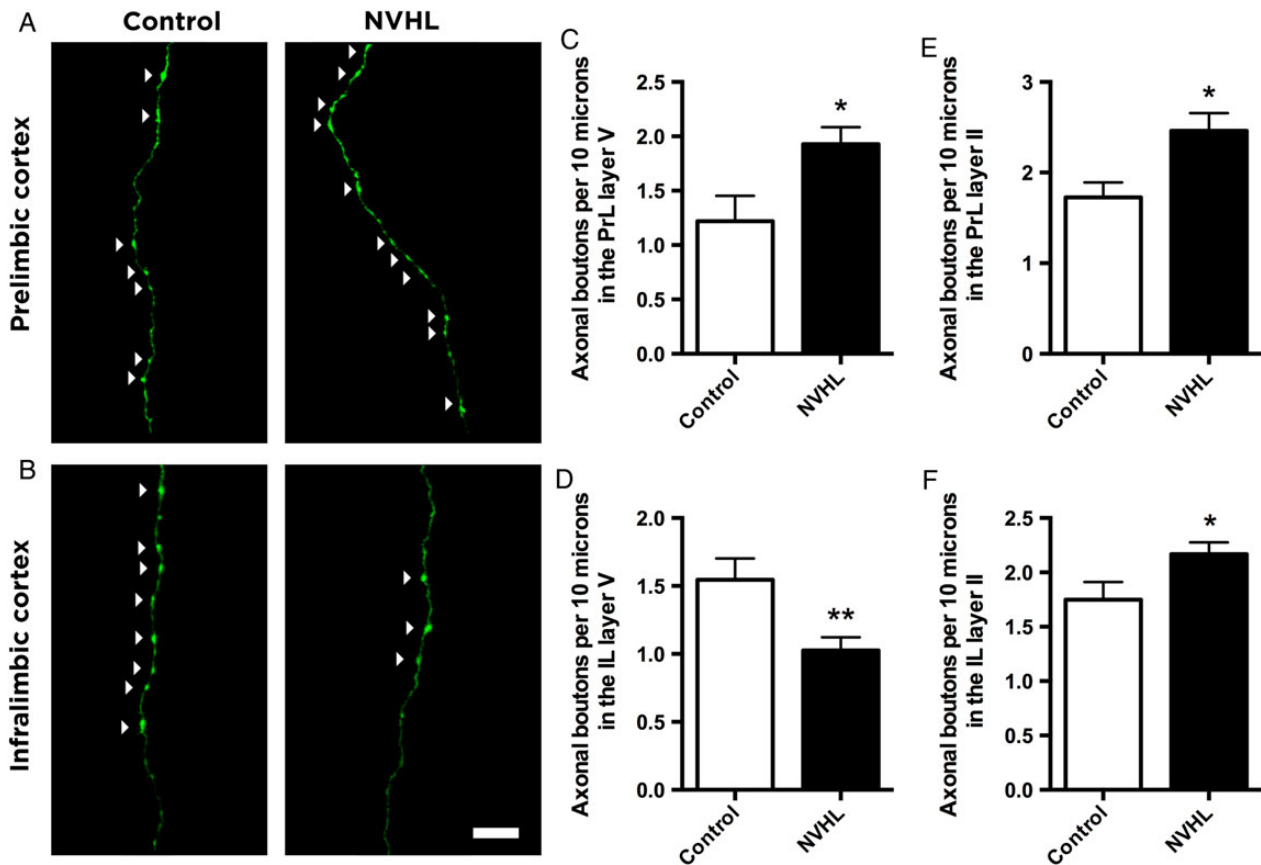 A
Control
NVHL
Prelimbic cortex
B
Infralimbic cortex
C
Axonal boutons per 10 microns
in the PrL layer V
2.5
2.0
1.5
1.0
0.5
0.0
*
Control
NVHL
E
Axonal boutons per 10 microns
in the PrL layer II
3
2
1
0
*
Control
NVHL
D
Axonal boutons per 10 microns
in the IL layer V
2.0
1.5
1.0
0.5
0.0
**
Control
NVHL
F
Axonal boutons per 10 microns
in the IL layer II
2.5
2.0
1.5
1.0
0.5
0.0
*
Control
NVHL